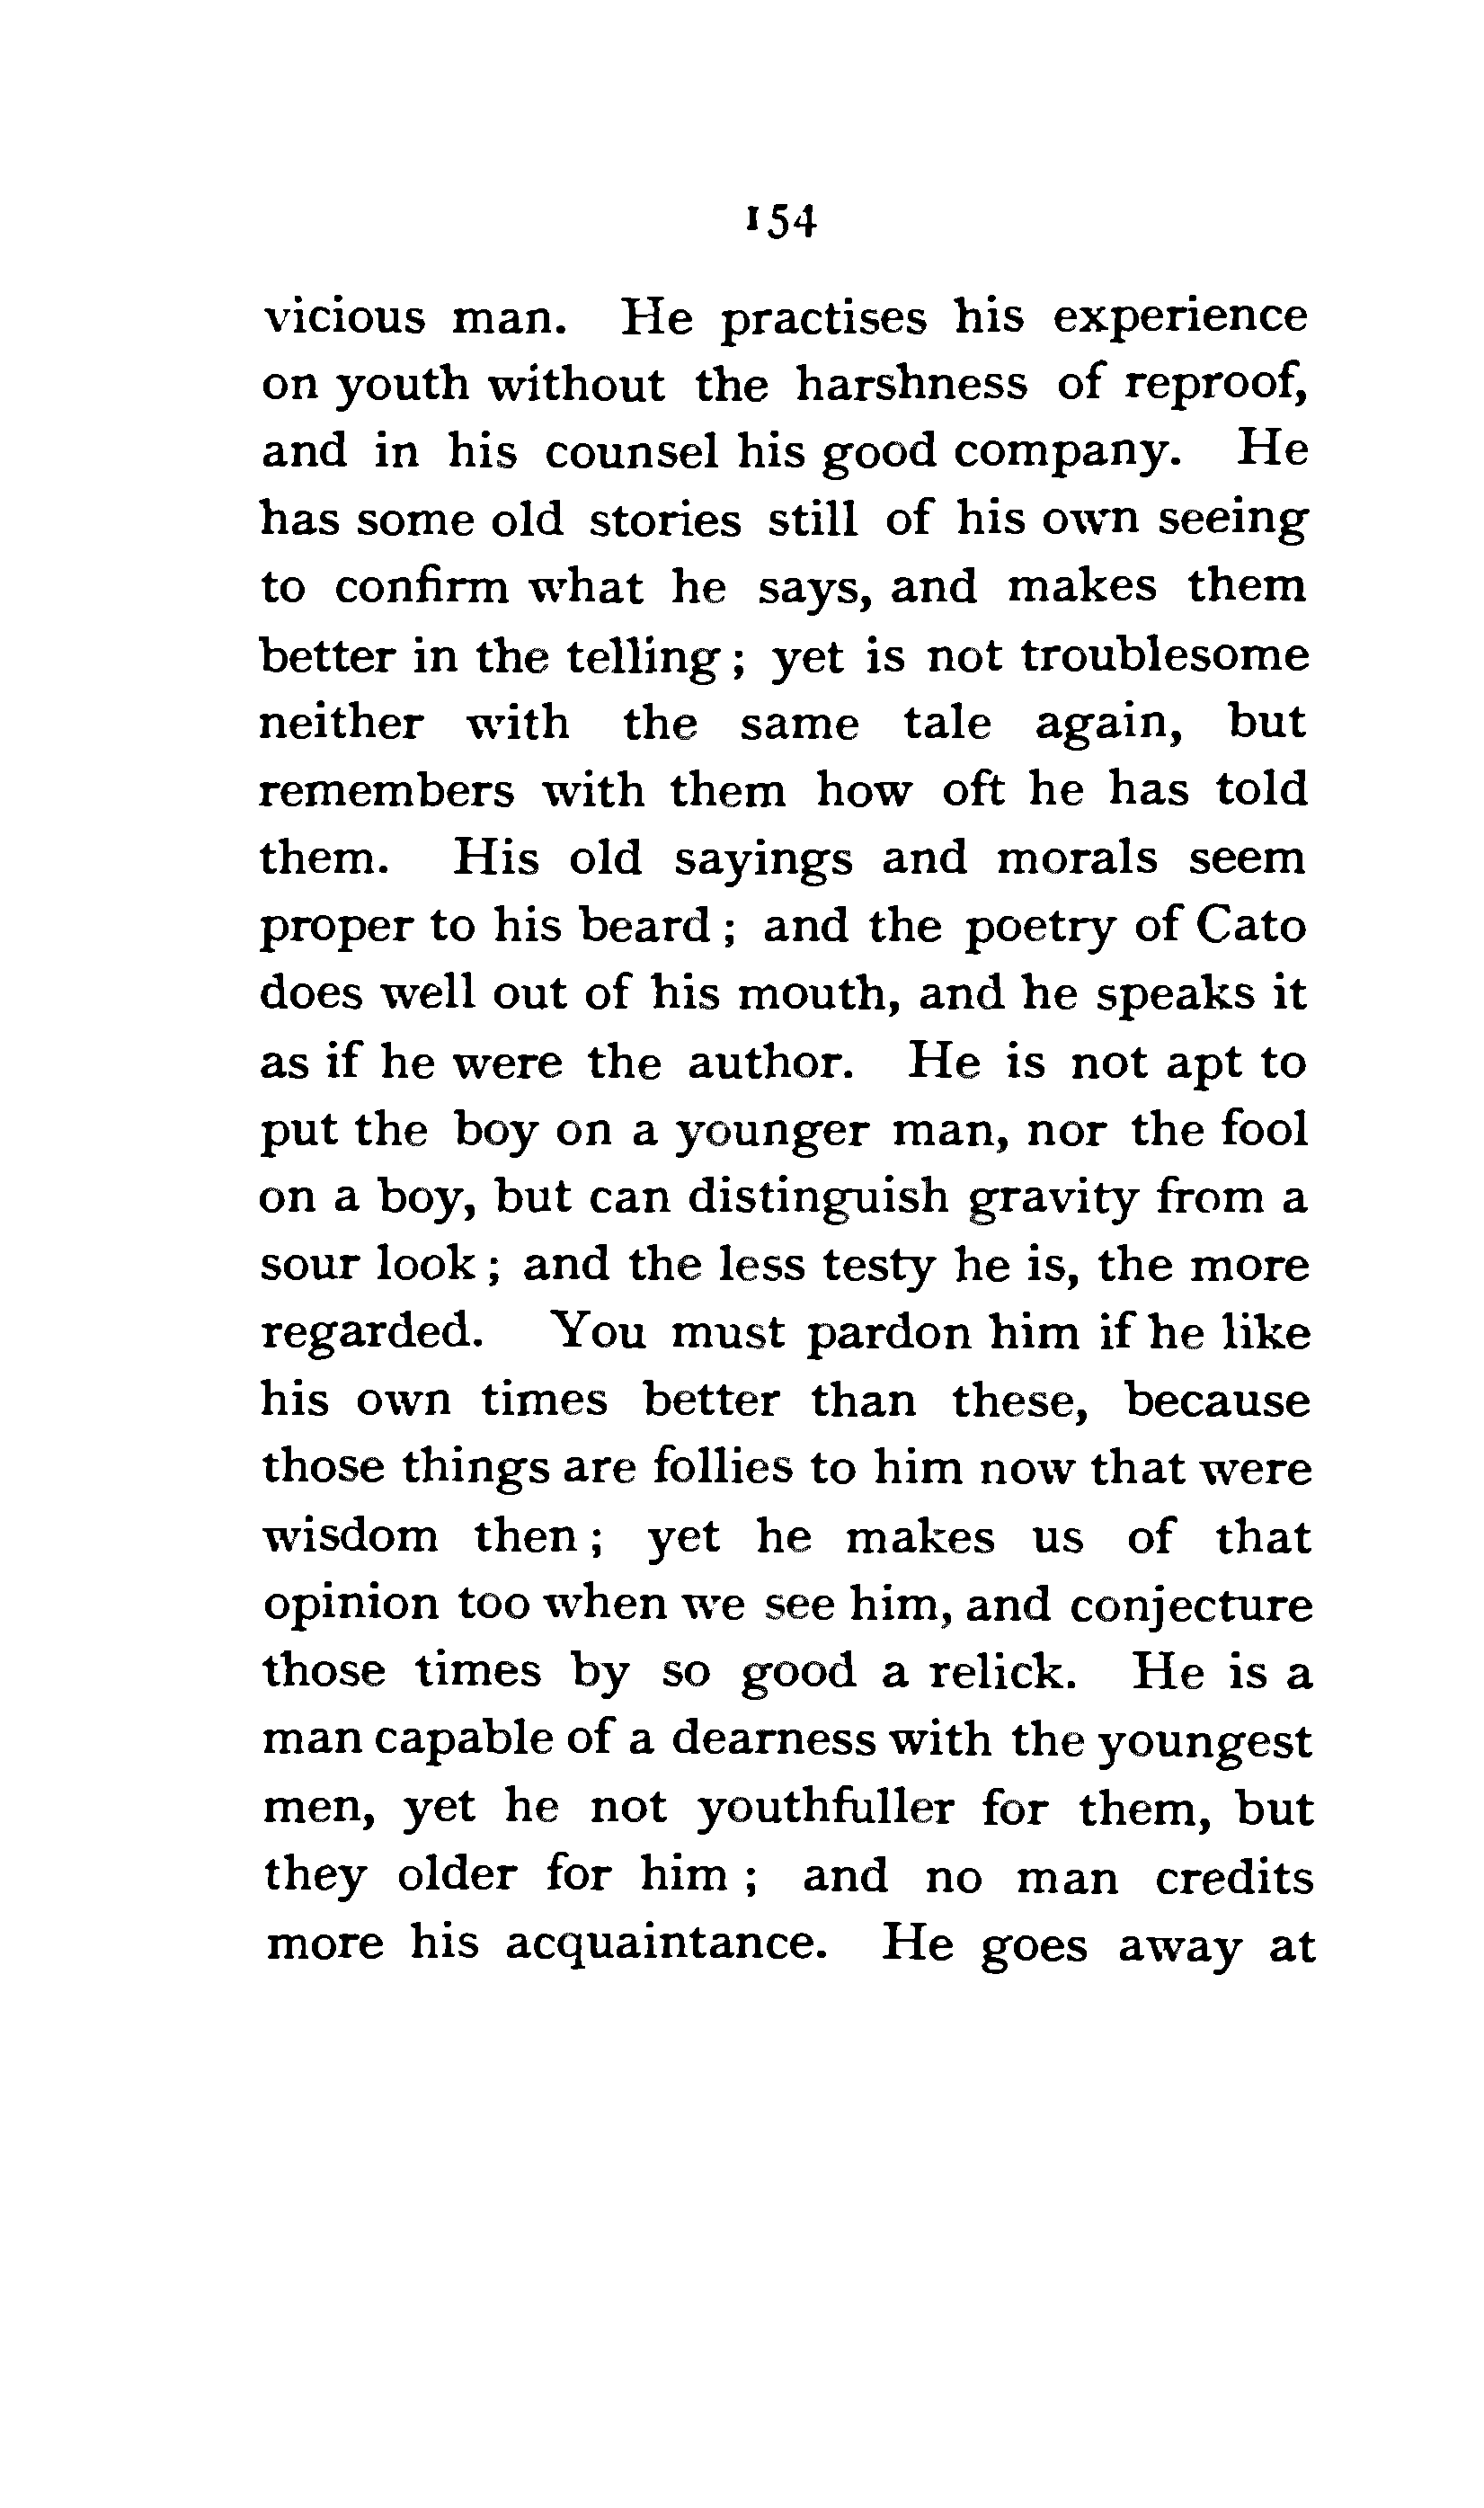 154
vicious man. He practises his experience
on youth without the harshness of reproof,
and in his counsel his good company. He
has some old stories still of his own seeing
to confirm what he says, and makes them
better in the telling ; yet is not troublesome
neither with the same tale again, but
remembers with them how oft he has told
them. His old sayings and morals seem
proper to his beard ; and the poetry of Cato
does well out of his mouth, and he speaks it
as if he were the author. He is not apt to
put the boy on a younger man, nor the fool
on a boy, but can distinguish gravity from a
sour look ; and the less testy he is, the more
regarded. You must pardon him if he like
his own times better than these, because
those things are follies to him now that were
wisdom then ; yet he makes us of that
opinion too when we see him, and conjecture
those times by so good a relick. He is a
man capable of a dearness with the youngest
men, yet he not youthfuller for them, but
they older for him ; and no man credits
more his acquaintance. He goes away at